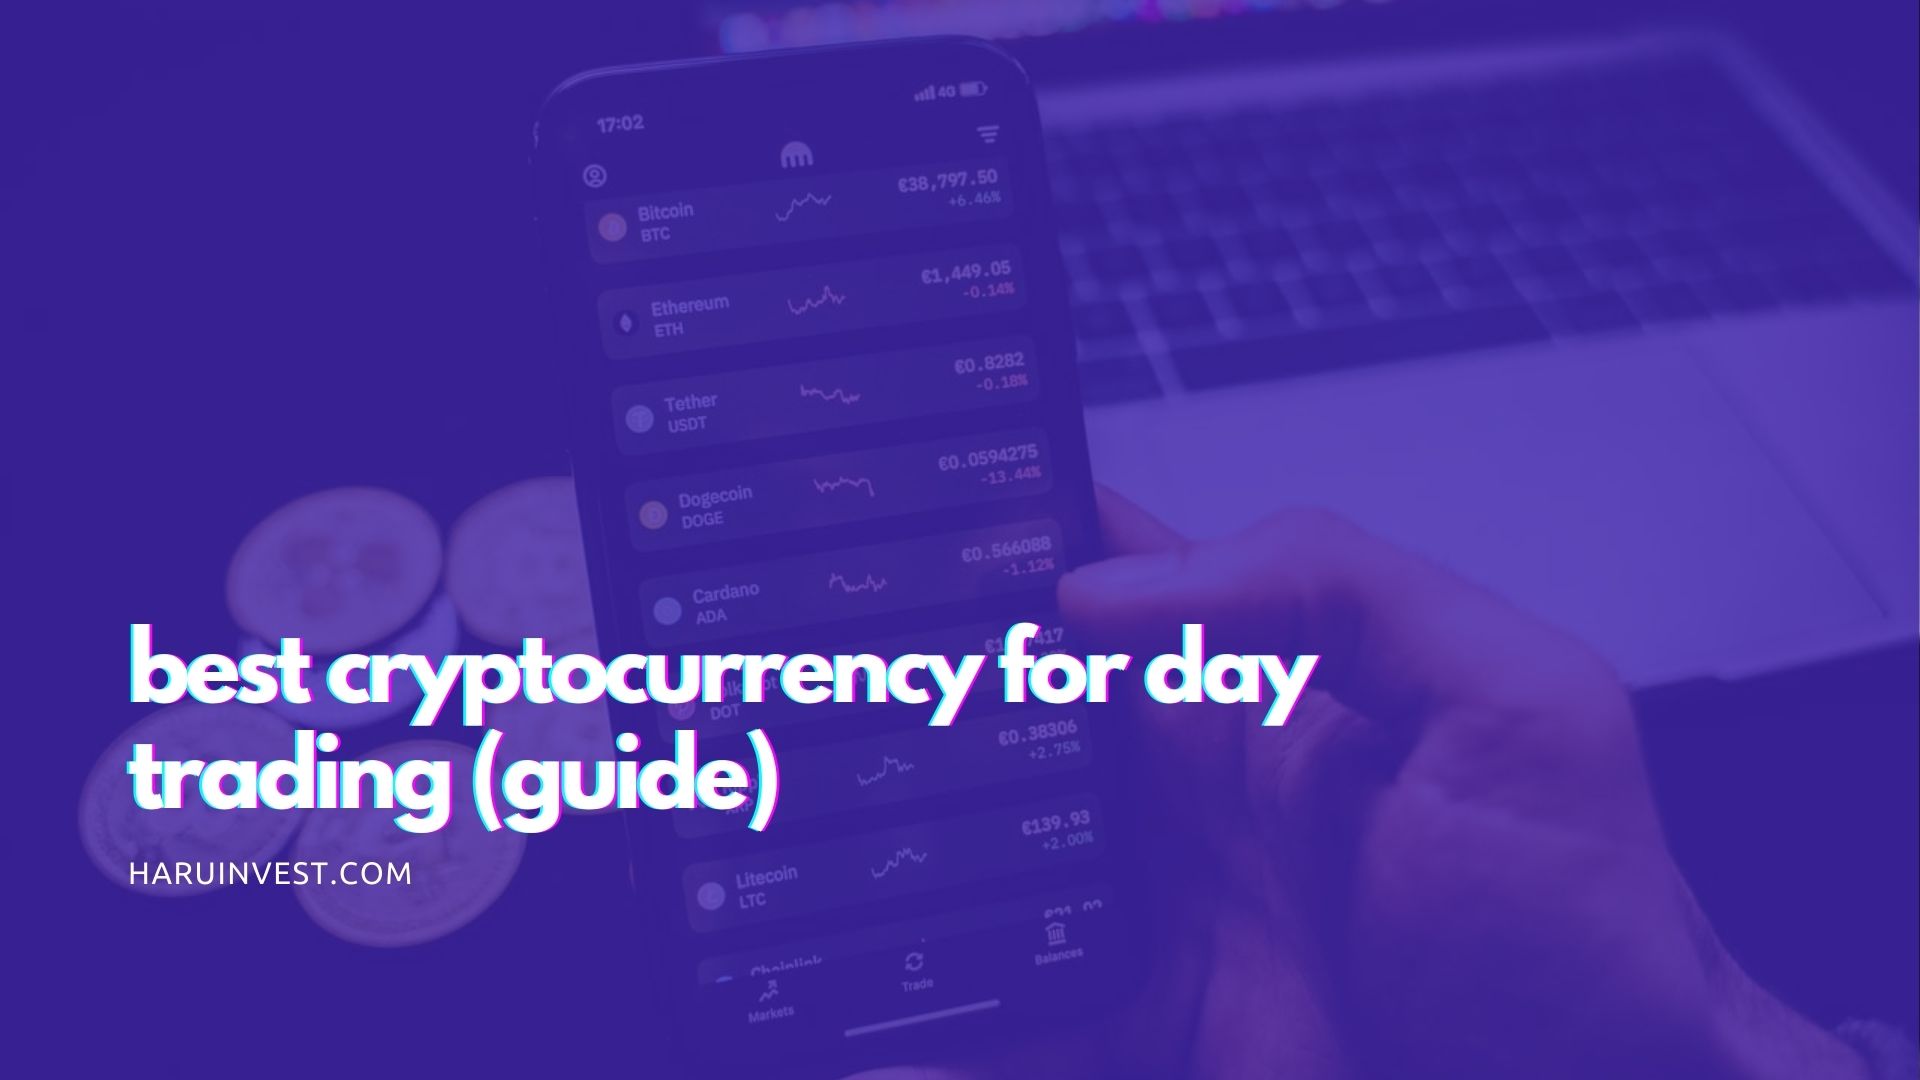 17:02
4G
Bitcoin
BTC
€38,797.50
+6.46%
Ethereum
ETH
€1,449.05
-0.14%
Tether
USDT
€0.8282
-0.18%
Dogecoin
DOGE
€0.0594275
-13.44%
Cardano
ADA
€0.566088
-1.12%
DOT
€0.38306
+2.75%
best cryptocurrency for day
trading (guide)
HARUINVEST.COM
€139.93
+2.00%
Litecoin
LTC
Chainlink
Markets
Trade
Balances